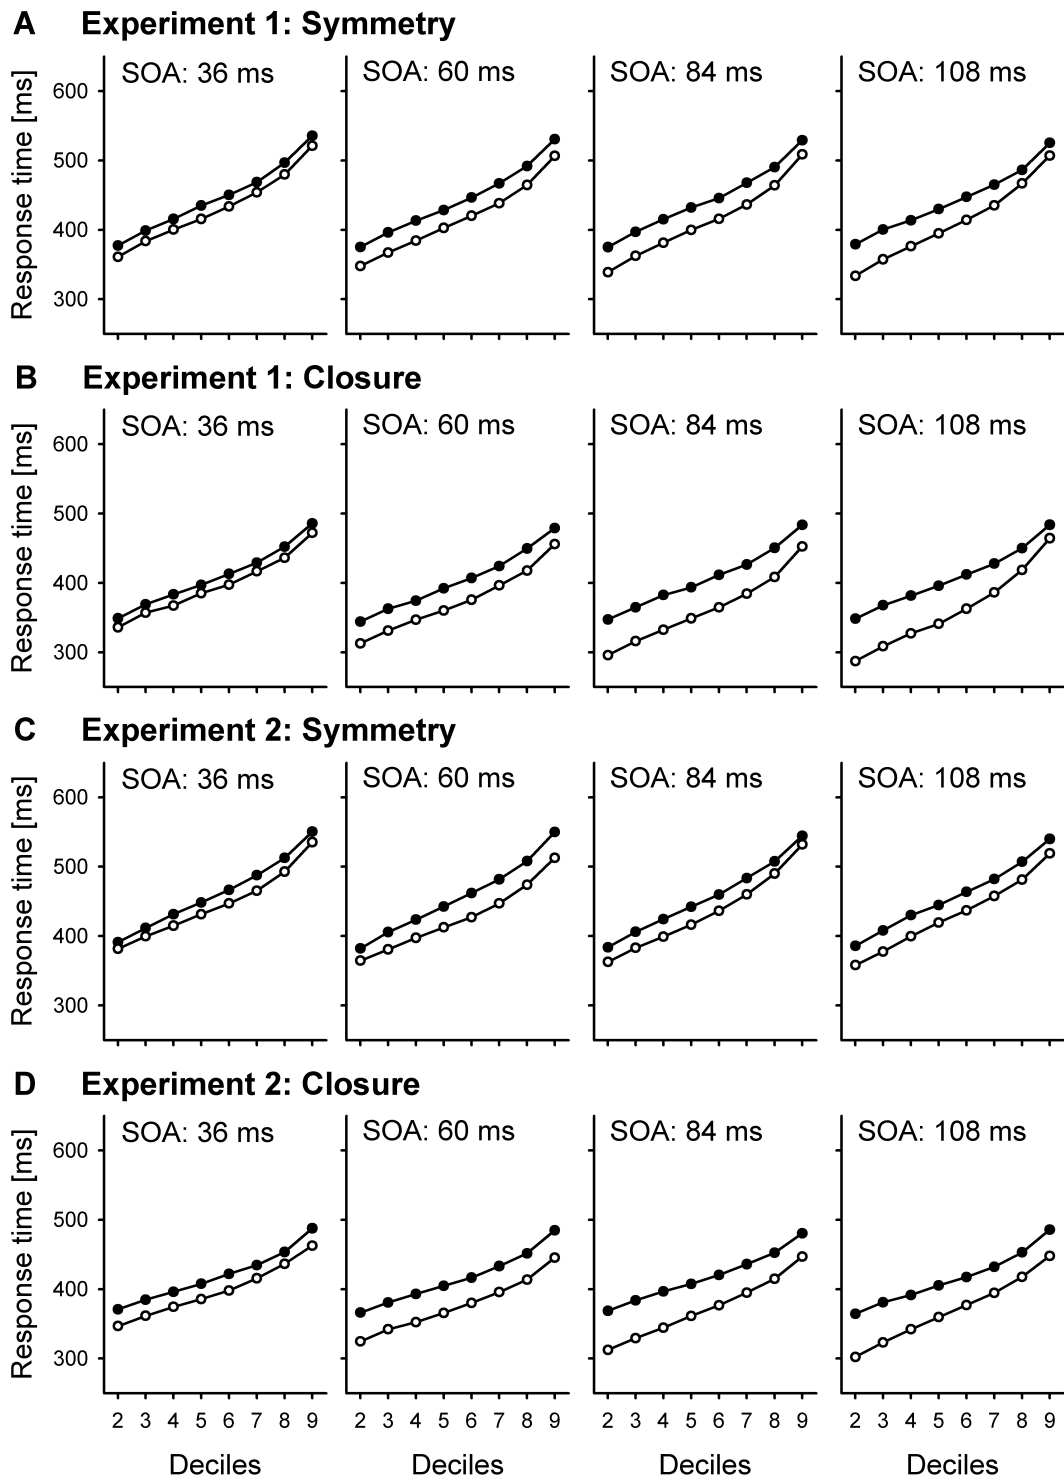 A Experiment 1: Symmetry
SOA: 36 ms SOA: 60 ms SOA: 84 ms SOA: 108 ms
Response time [ms]
600
500
400
300
B Experiment 1: Closure
SOA: 36 ms SOA: 60 ms SOA: 84 ms SOA: 108 ms
Response time [ms]
600
500
400
300
C Experiment 2: Symmetry
SOA: 36 ms SOA: 60 ms SOA: 84 ms SOA: 108 ms
Response time [ms]
600
500
400
300
D Experiment 2: Closure
SOA: 36 ms SOA: 60 ms SOA: 84 ms SOA: 108 ms
Response time [ms]
600
500
400
300
2 3 4 5 6 7 8 9 2 3 4 5 6 7 8 9 2 3 4 5 6 7 8 9 2 3 4 5 6 7 8 9
Deciles Deciles Deciles Deciles